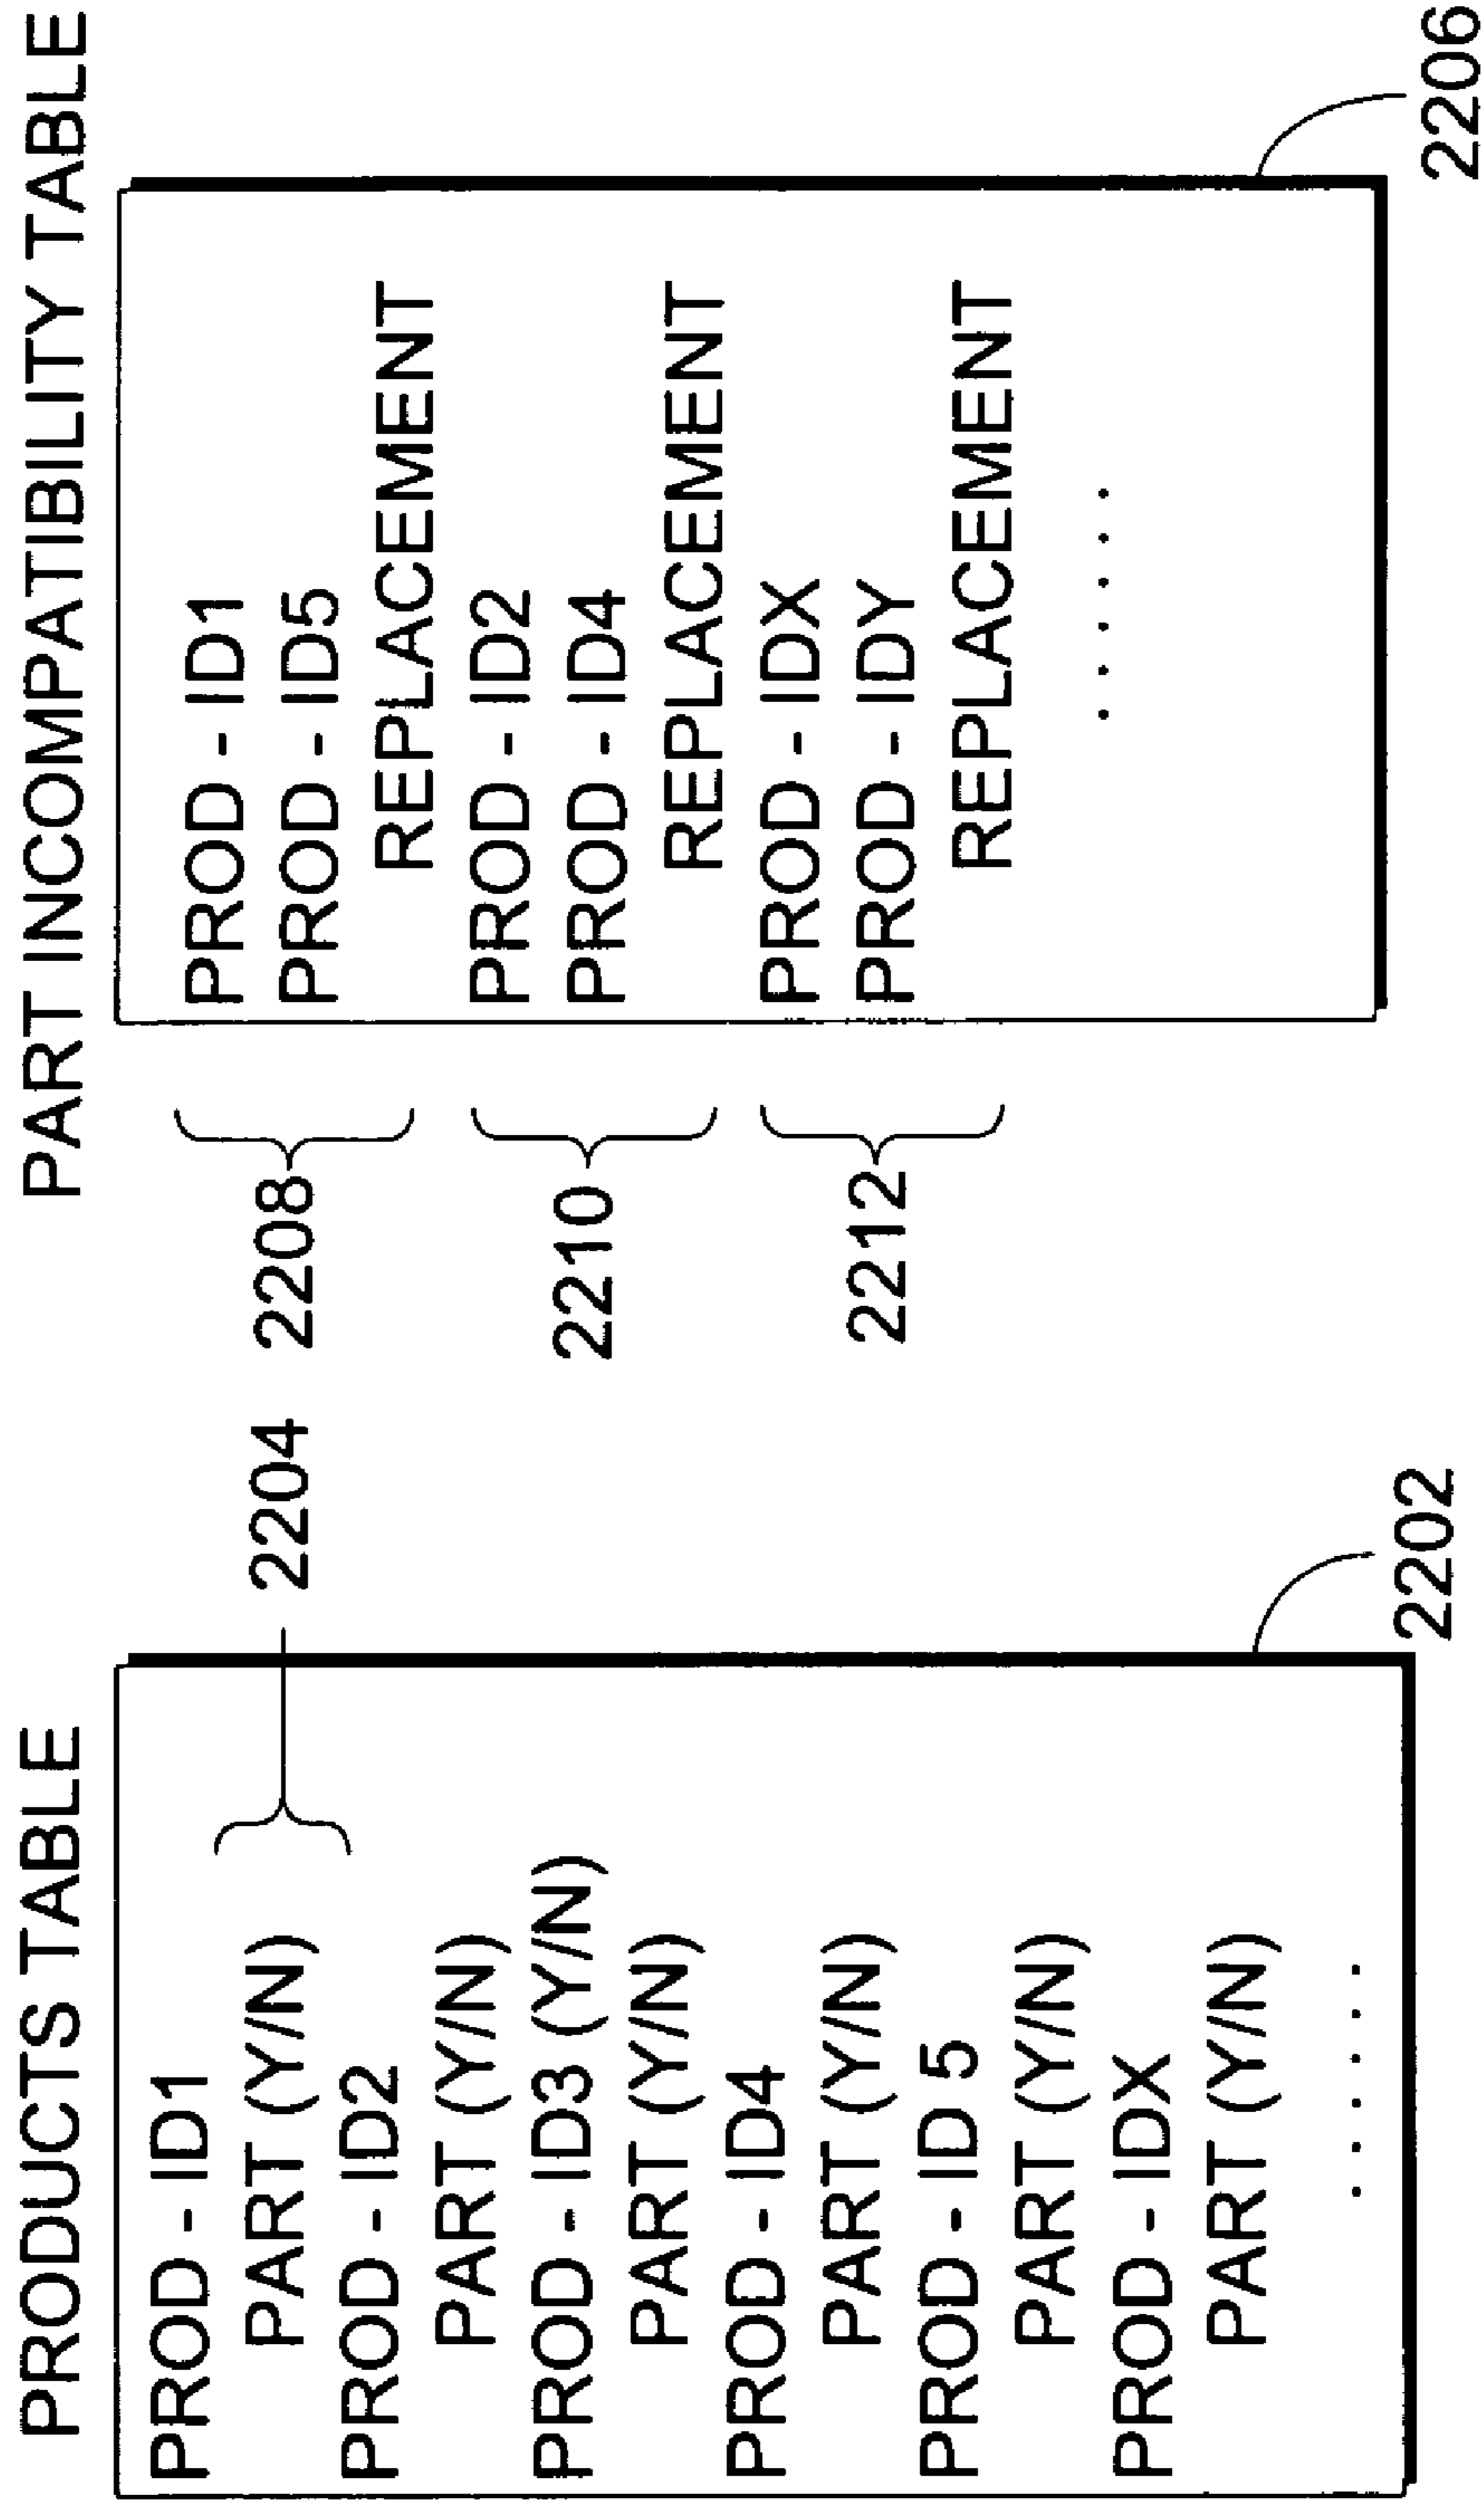 PRODUCTS TABLE
PROD - ID1
PART (Y/N)
PROD - ID2
PART (Y/N)
PROD - ID3 (Y/N)
PART (Y/N)
PROD - ID4
PART (Y/N)
PROD - ID 5
PART (Y/N)
PROD - IDX
PART (Y/N)
. . . . . .
2204
2202
PART INCOMPATIBILITY TABLE
2208
PROD - ID1
PROD - ID5
REPLACEMENT
2210
PROD - ID2
PROD - ID4
REPLACEMENT
2212
PROD - IDX
PROD - IDY
REPLACEMENT
. . . . . .
2206